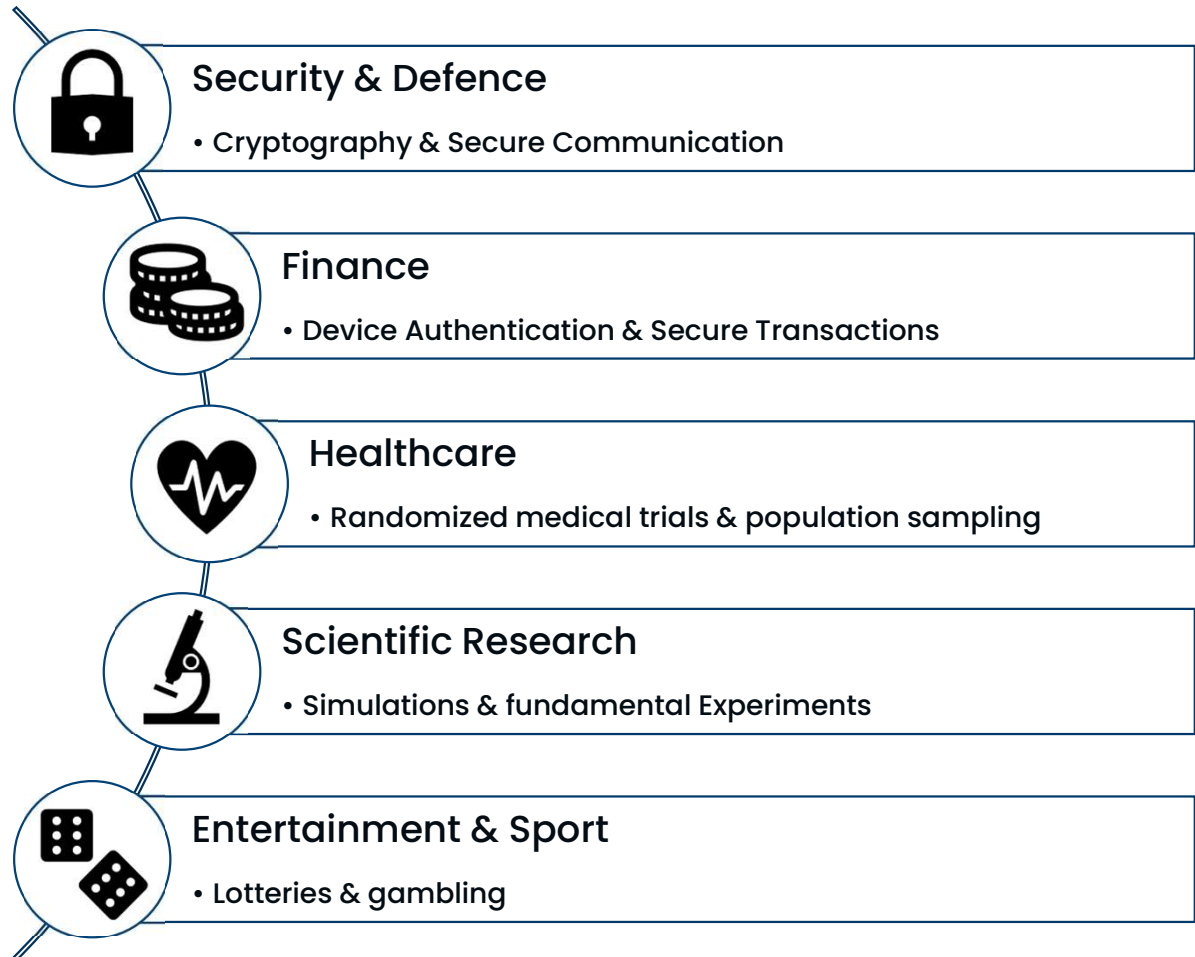 Security & Defence
• Cryptography & Secure Communication
Finance
• Device Authentication & Secure Transactions
Healthcare
• Randomized medical trials & population sampling
Scientific Research
• Simulations & fundamental Experiments
Entertainment & Sport
• Lotteries & gambling